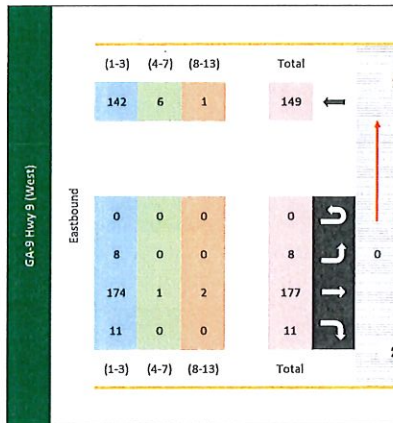 GA-9 Hwy 9 (West)
Eastbound
(1-3) (4-7) (8-13) Total
142 6 1 149
0 0 0 0
8 0 0 8 0
174 1 2 177
11 0 0 11
(1-3) (4-7) (8-13) Total